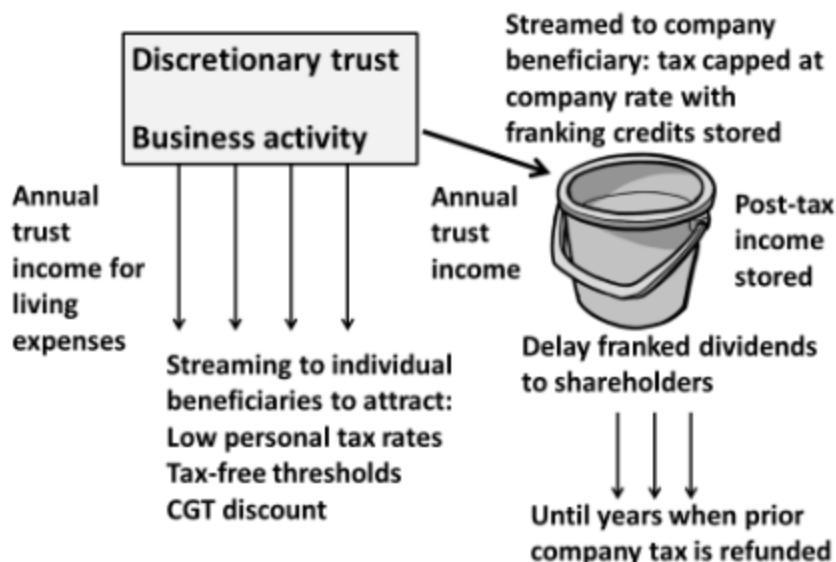 Discretionary trust
Business activity
Streamed to company
beneficiary: tax capped at
company rate with
franking credits stored
Annual
trust
income for
living
expenses
Annual
trust
income
Post-tax
income
stored
Streaming to individual
beneficiaries to attract:
Low personal tax rates
Tax-free thresholds
CGT discount
Delay franked dividends
to shareholders
Until years when prior
company tax is refunded